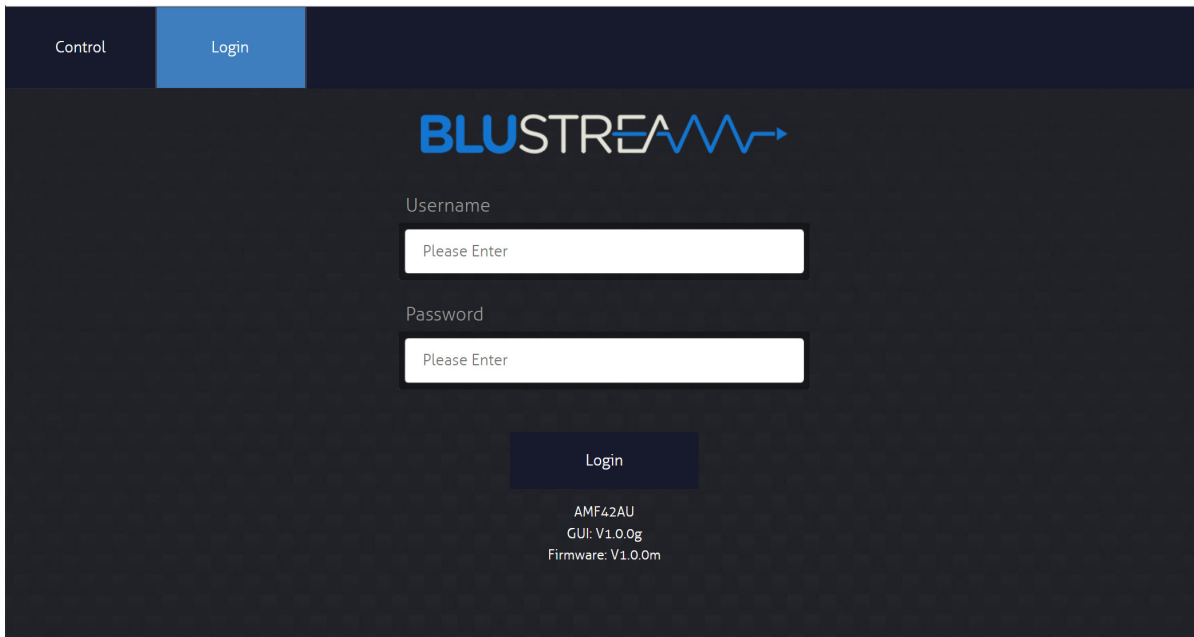 Control Login
BLUSTREAM
Username
Please Enter
Password
Please Enter
Login
AMF42AU
GUI: V1.0.0g
Firmware: V1.0.0m